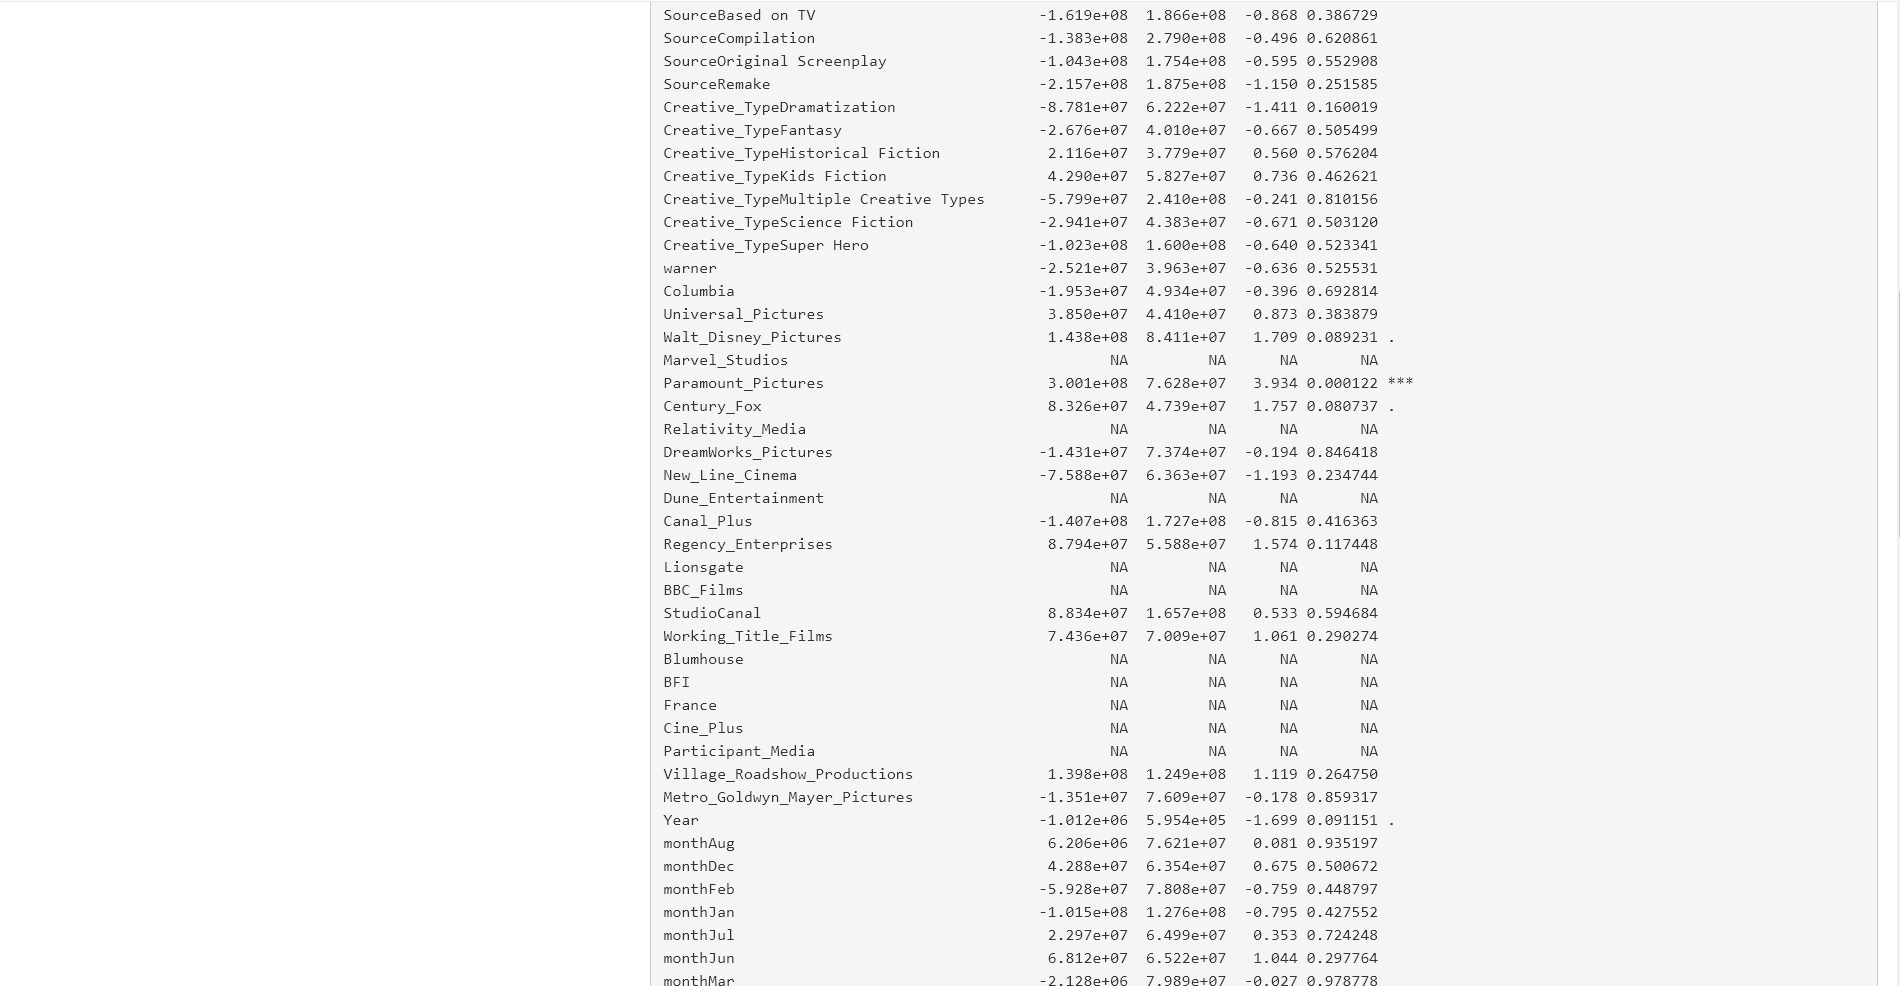 SourceBased on TV -1.619e+08 1.866e+08 -0.868 0.386729
SourceCompilation -1.383e+08 2.790e+08 -0.496 0.620861
SourceOriginal Screenplay -1.043e+08 1.754e+08 -0.595 0.552908
SourceRemake -2.157e+08 1.875e+08 -1.150 0.251585
Creative_TypeDramatization -8.781e+07 6.222e+07 -1.411 0.160019
Creative_TypeFantasy -2.676e+07 4.010e+07 -0.667 0.505499
Creative_TypeHistorical Fiction 2.116e+07 3.779e+07 0.560 0.576204
Creative_TypeKids Fiction 4.290e+07 5.827e+07 0.736 0.462621
Creative_TypeMultiple Creative Types -5.799e+07 2.410e+08 -0.241 0.810156
Creative_TypeScience Fiction -2.941e+07 4.383e+07 -0.671 0.503120
Creative_TypeSuper Hero -1.023e+08 1.600e+08 -0.640 0.523341
warner -2.521e+07 3.963e+07 -0.636 0.525531
Columbia -1.953e+07 4.934e+07 -0.396 0.692814
Universal_Pictures 3.850e+07 4.410e+07 0.873 0.383879
Walt_Disney_Pictures 1.438e+08 8.411e+07 1.709 0.089231 .
Marvel_Studios NA NA NA NA
Paramount_Pictures 3.001e+08 7.628e+07 3.934 0.000122 ***
Century_Fox 8.326e+07 4.739e+07 1.757 0.080737 .
Relativity_Media NA NA NA NA
DreamWorks_Pictures -1.431e+07 7.374e+07 -0.194 0.846418
New_Line_Cinema -7.588e+07 6.363e+07 -1.193 0.234744
Dune_Entertainment NA NA NA NA
Canal_Plus -1.407e+08 1.727e+08 -0.815 0.416363
Regency_Enterprises 8.794e+07 5.588e+07 1.574 0.117448
Lionsgate NA NA NA NA
BBC_Films NA NA NA NA
StudioCanal 8.834e+07 1.657e+08 0.533 0.594684
Working_Title_Films 7.436e+07 7.009e+07 1.061 0.290274
Blumhouse NA NA NA NA
BFI NA NA NA NA
France NA NA NA NA
Cine_Plus NA NA NA NA
Participant_Media NA NA NA NA
Village_Roadshow_Productions 1.398e+08 1.249e+08 1.119 0.264750
Metro_Goldwyn_Mayer_Pictures -1.351e+07 7.609e+07 -0.178 0.859317
Year -1.012e+06 5.954e+05 -1.699 0.091151 .
monthAug 6.206e+06 7.621e+07 0.081 0.935197
monthDec 4.288e+07 6.354e+07 0.675 0.500672
monthFeb -5.928e+07 7.808e+07 -0.759 0.448797
monthJan -1.015e+08 1.276e+08 -0.795 0.427552
monthJul 2.297e+07 6.499e+07 0.353 0.724248
monthJun 6.812e+07 6.522e+07 1.044 0.297764
monthMar -2.128e+06 7.989e+07 -0.027 0.978778